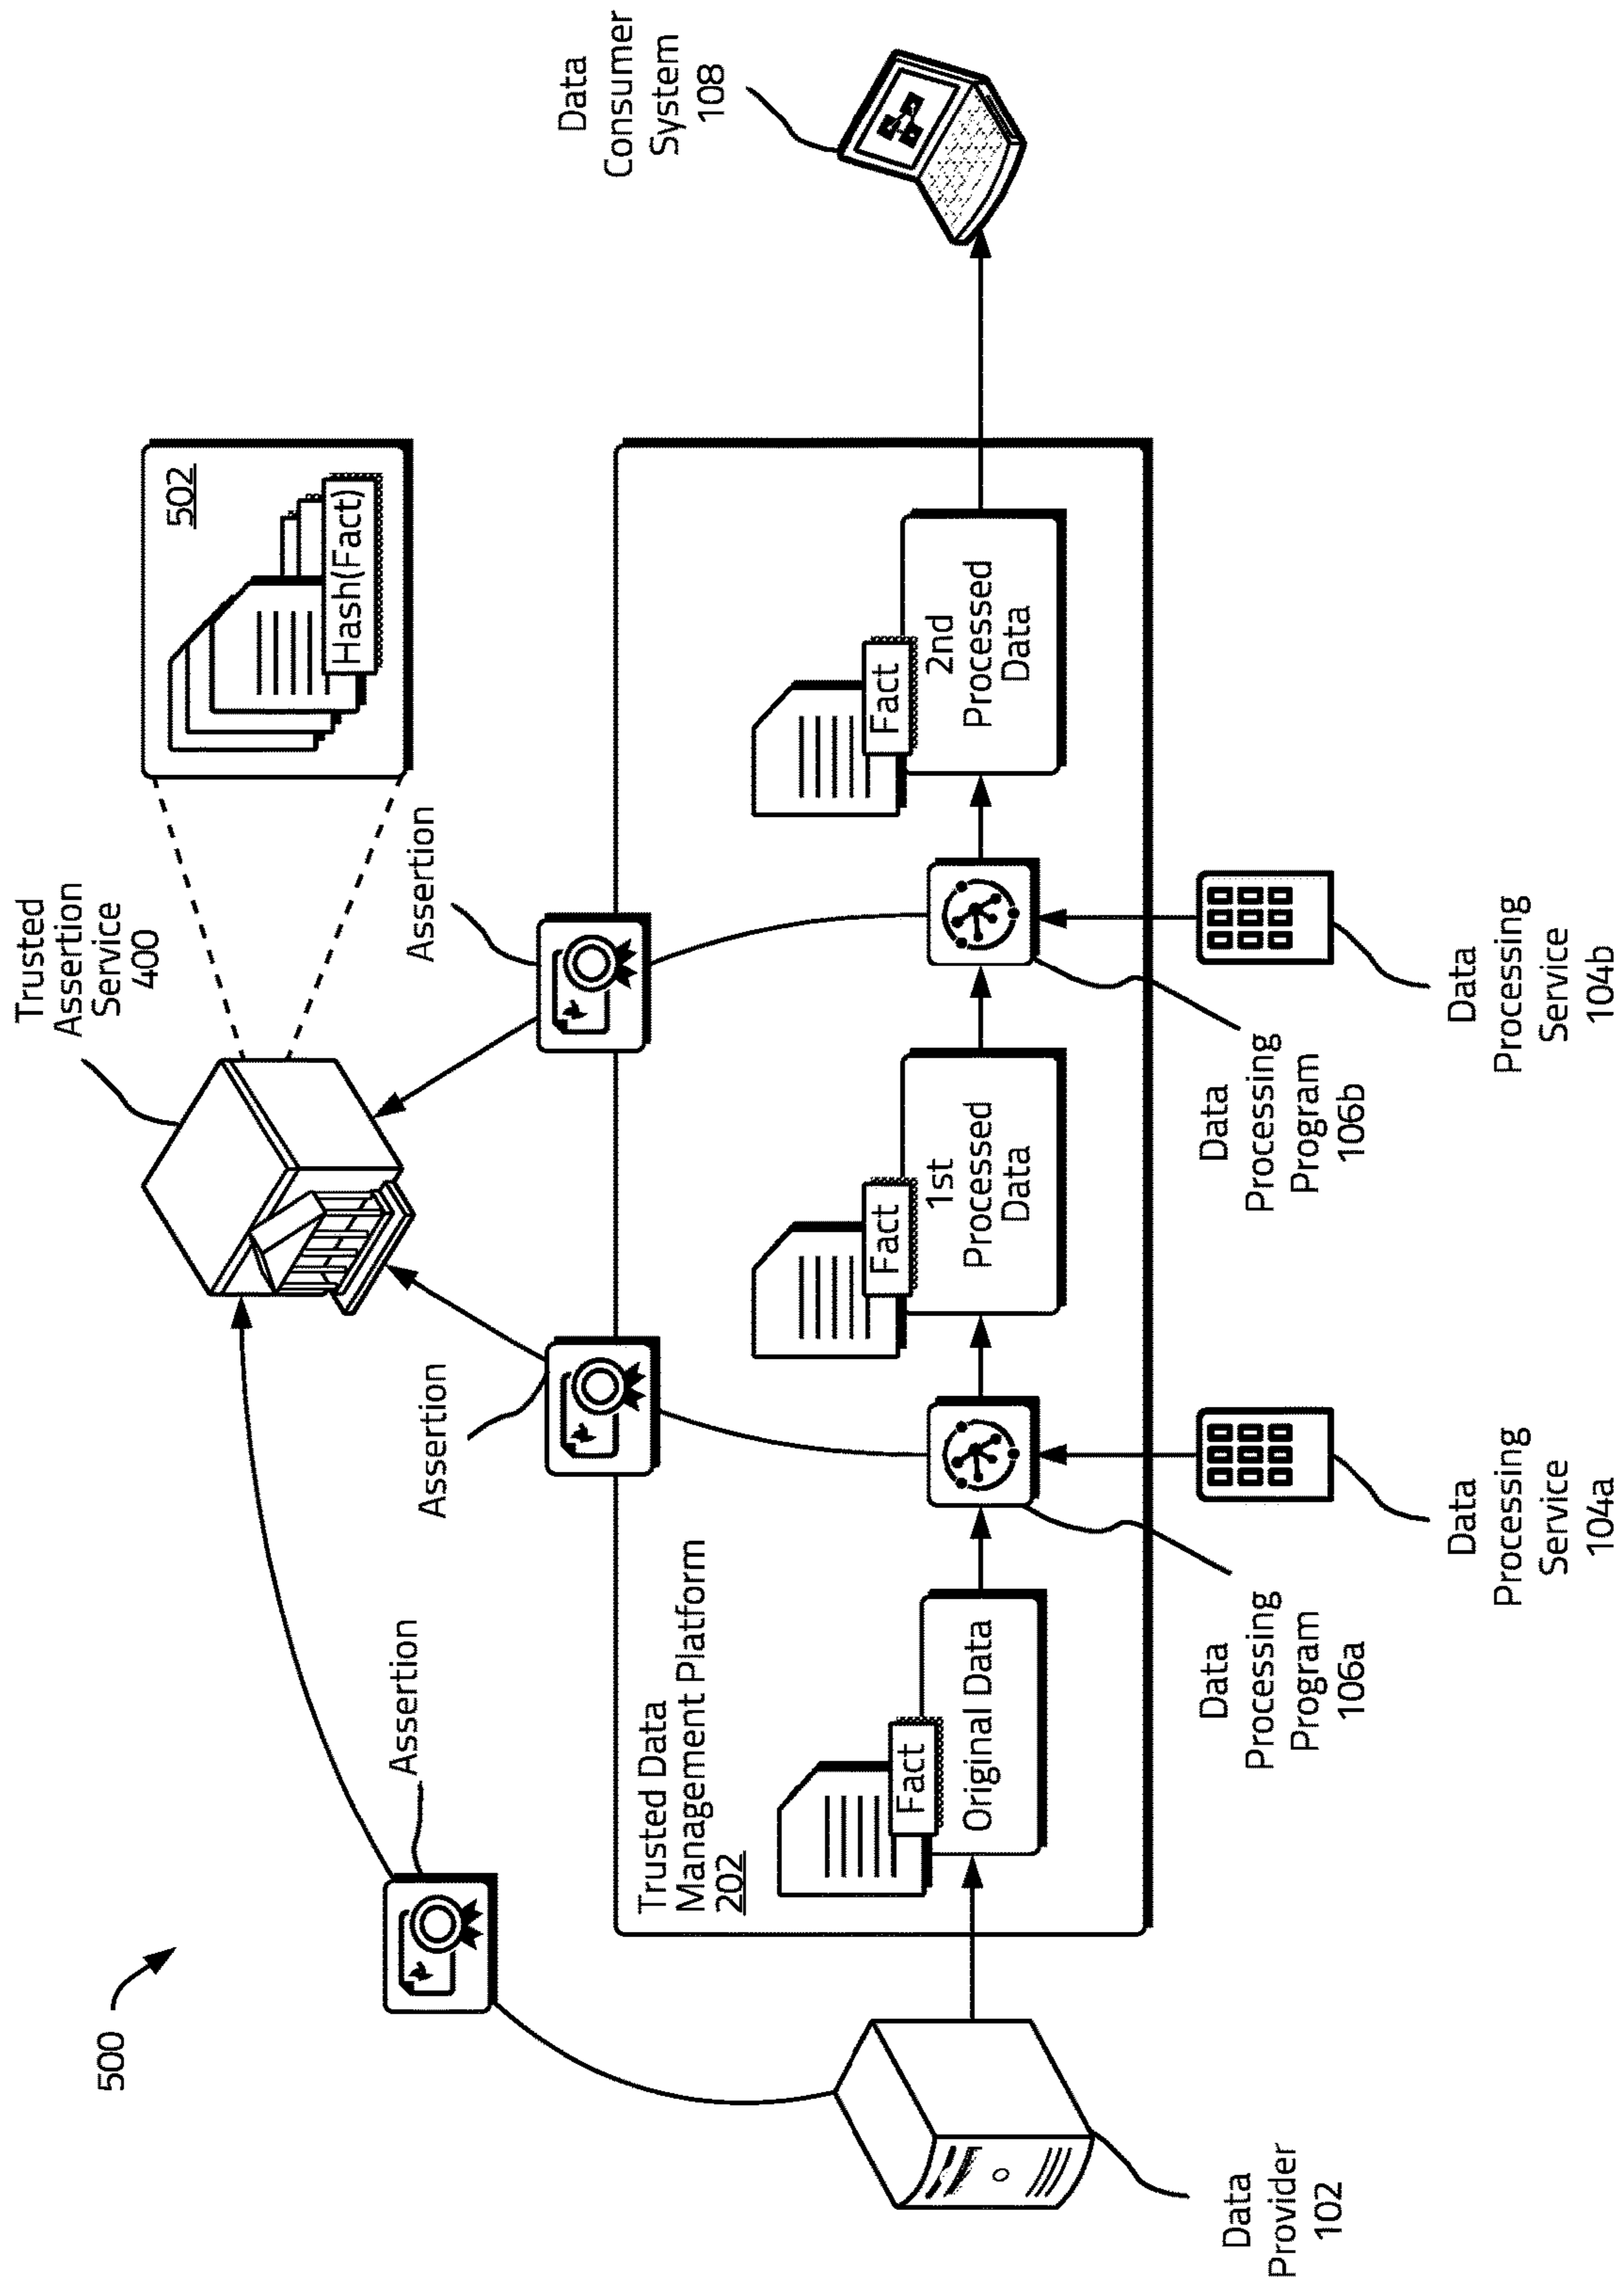 500
Trusted
Assertion
Service
400
502
Hash(Fact)
Assertion
Assertion
Assertion
Trusted Data
Management Platform
202
Fact
Original Data
Fact
1st
Processed
Data
Fact
2nd
Processed
Data
Data
Consumer
System
108
Data
Provider
102
Data
Processing
Program
106a
Data
Processing
Service
104a
Data
Processing
Program
106b
Data
Processing
Service
104b